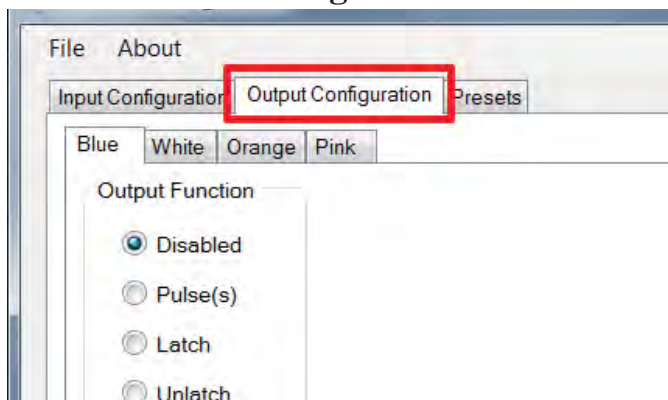 File About
Input Configuration Output Configuration Presets
Blue White Orange Pink
Output Function
Disabled
Pulse(s)
Latch
Unlatch